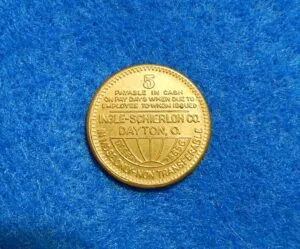 5
PAYABLE IN CASH
ON PAY DAYS WHEN DUE TO
EMPLOYEE TO WHOM ISSUED
INGLE-SCHIERLOH CO.
DAYTON, O.
NON TRANSFERABLE